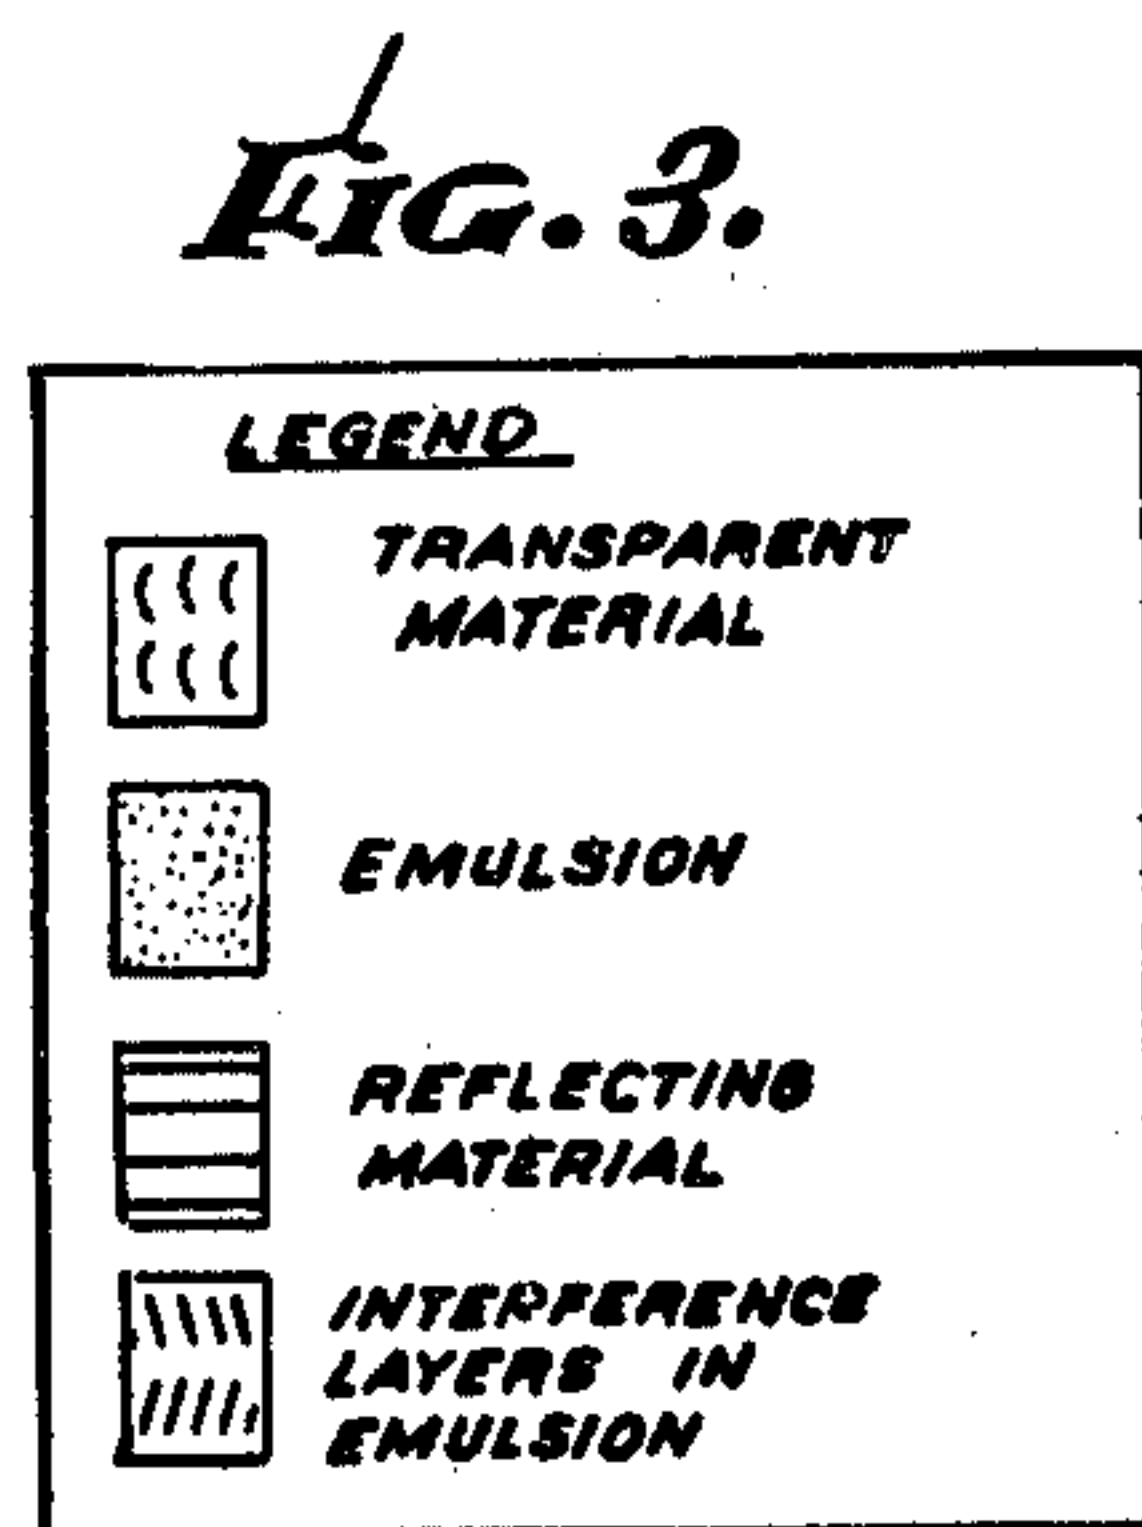 FIG. 3.
LEGEND
TRANSPARENT
MATERIAL
EMULSION
REFLECTING
MATERIAL
INTERFERENCE
LAYERS IN
EMULSION